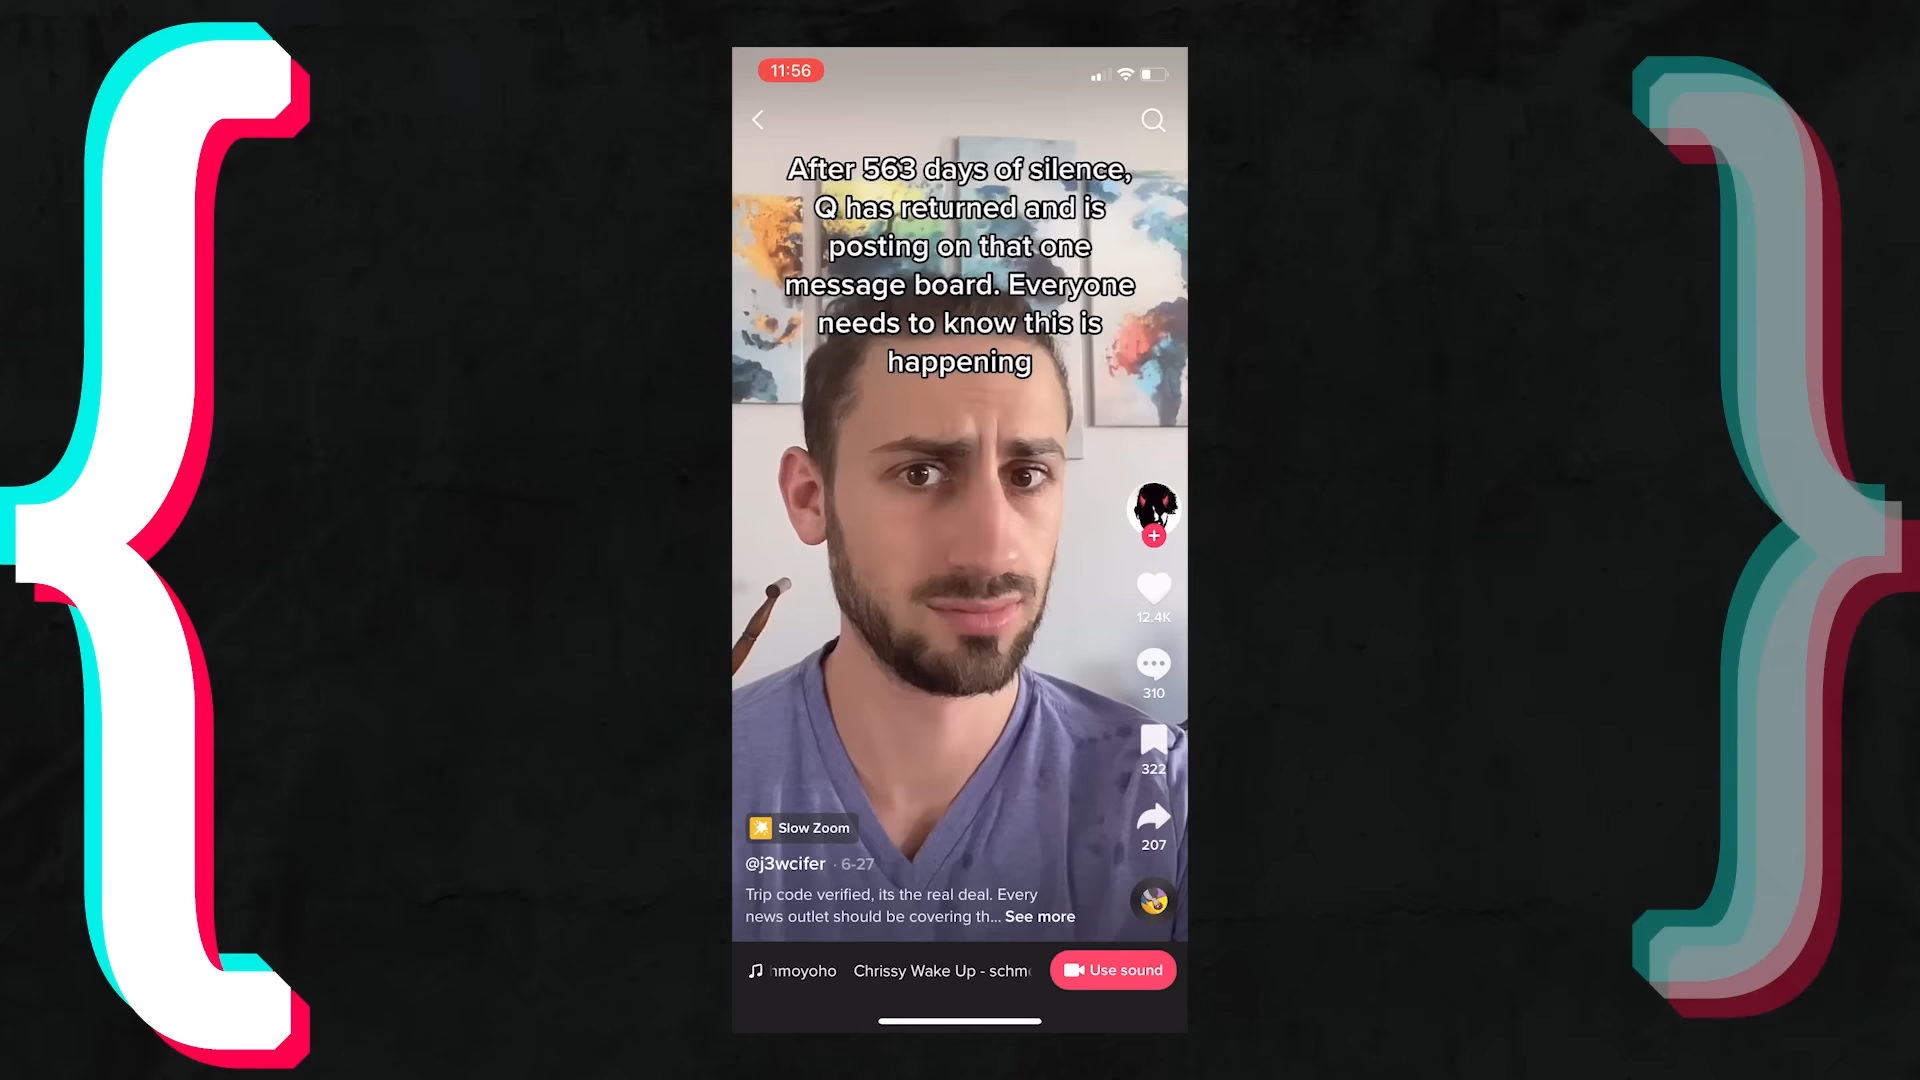 11:56
After 563 days of silence,
Q has returned and is
posting on that one
message board. Everyone
needs to know this is
happening
12.4K
310
322
207
Slow Zoom
@j3wcifer · 6-27
Trip code verified, its the real deal. Every
news outlet should be covering th... See more
hmoyoho Chrissy Wake Up - schm
Use sound